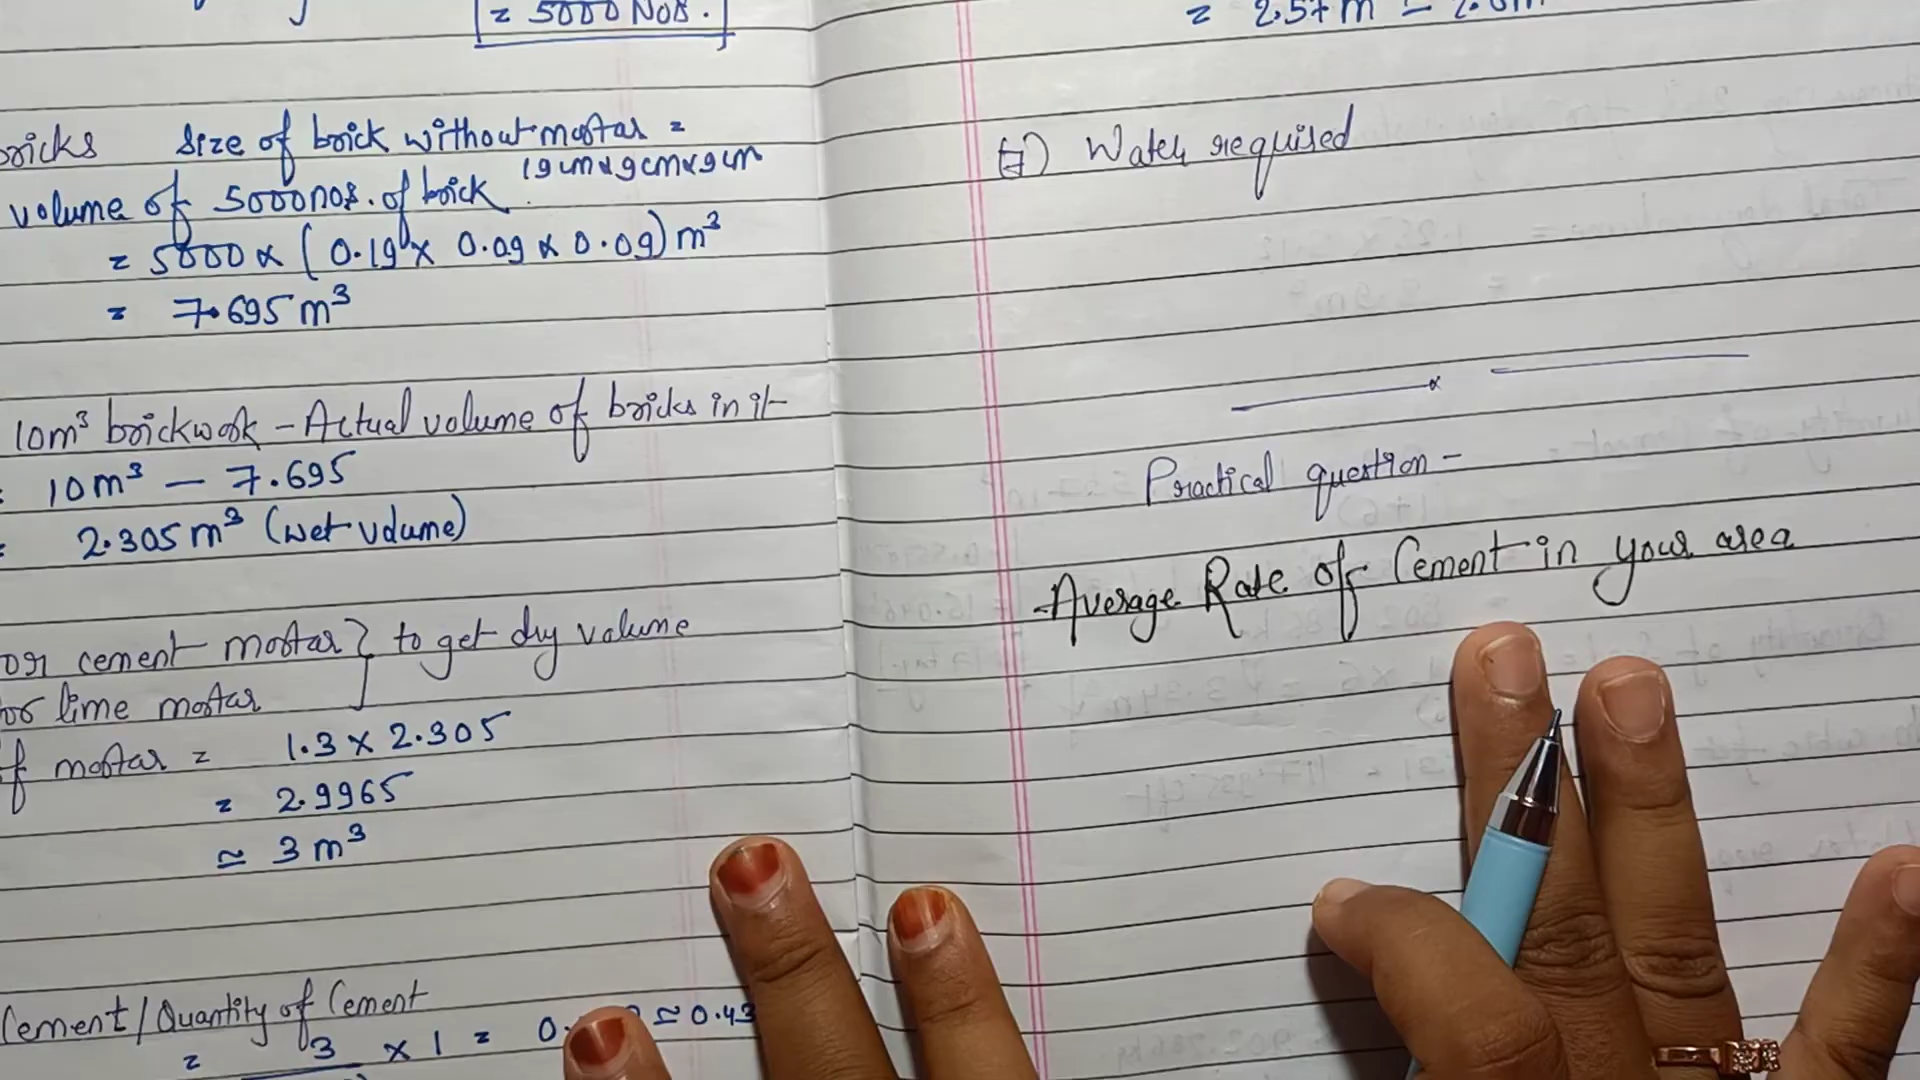 = 5000 Nos.
bricks Size of brick without mortar =
19cm x 9cm x 9cm
volume of 5000nos. of brick
= 5000 x (0.19 x 0.09 x 0.09) m³
= 7.695 m³
10m³ brickwork - Actual volume of bricks in it
10m³ - 7.695
2.305 m³ (wet volume)
or cement mortar } to get dry volume
or lime mortar
of mortar = 1.3 x 2.305
= 2.9965
≃ 3 m³
Cement / Quantity of Cement
= 3 x 1 = 0. ≃ 0.43
= 2.57m
Water required
Practical question -
Average Rate of Cement in your area